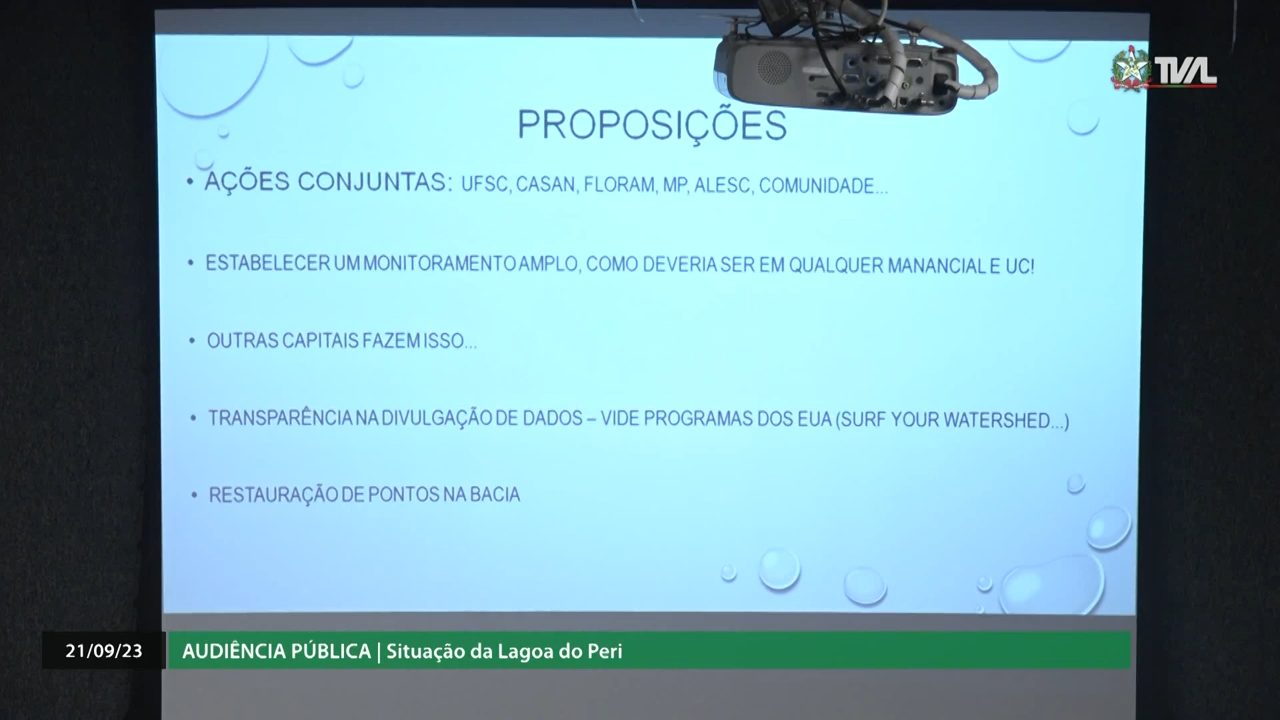 TVAL
PROPOSIÇÕES
• AÇÕES CONJUNTAS: UFSC, CASAN, FLORAM, MP, ALESC, COMUNIDADE...
• ESTABELECER UM MONITORAMENTO AMPLO, COMO DEVERIA SER EM QUALQUER MANANCIAL E UC!
• OUTRAS CAPITAIS FAZEM ISSO...
• TRANSPARÊNCIA NA DIVULGAÇÃO DE DADOS – VIDE PROGRAMAS DOS EUA (SURF YOUR WATERSHED...)
• RESTAURAÇÃO DE PONTOS NA BACIA
21/09/23 AUDIÊNCIA PÚBLICA | Situação da Lagoa do Peri